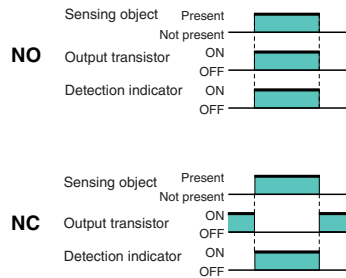 Sensing object Present
Not present
NO Output transistor ON
OFF
Detection indicator ON
OFF
Sensing object Present
Not present
NC Output transistor ON
OFF
Detection indicator ON
OFF